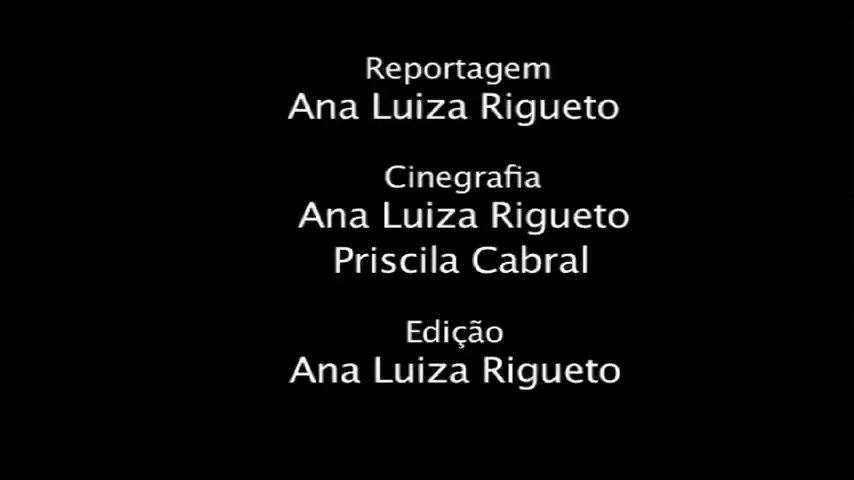 Reportagem
Ana Luiza Rigueto
Cinegrafia
Ana Luiza Rigueto
Priscila Cabral
Edição
Ana Luiza Rigueto